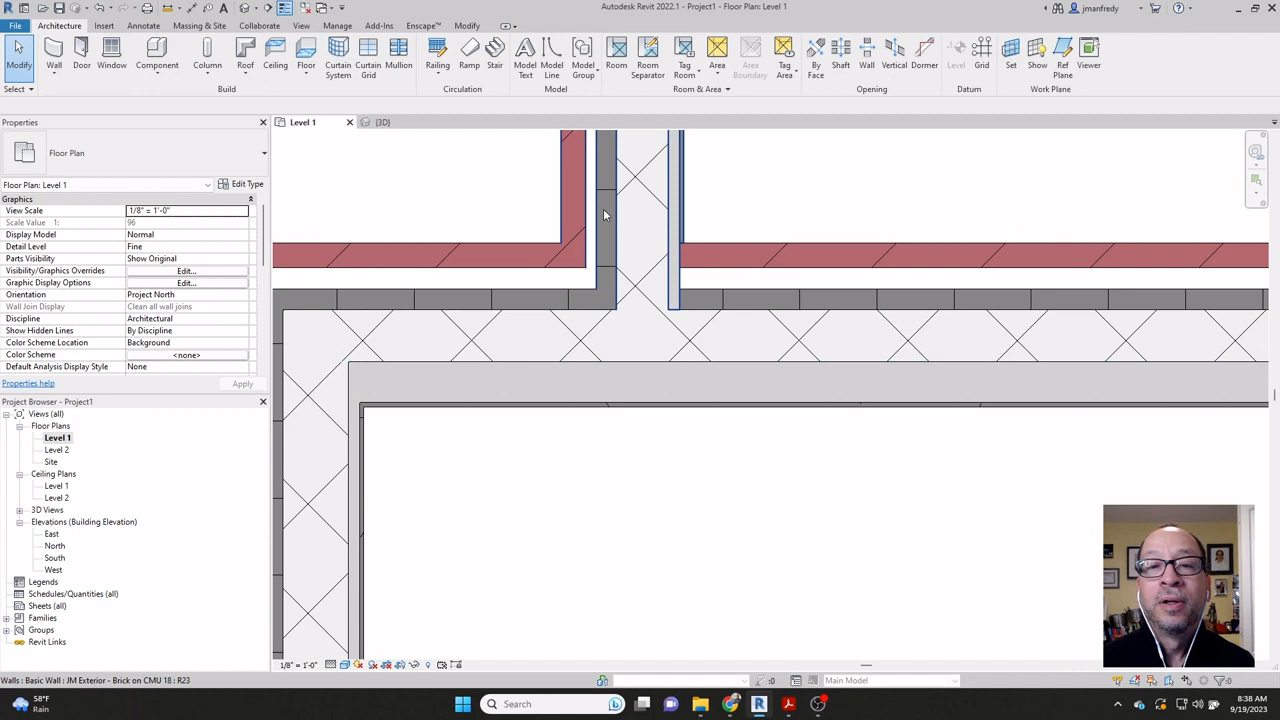 Autodesk Revit 2022.1 - Project1 - Floor Plan: Level 1
jmanfredy
File Architecture Insert Annotate Massing & Site Collaborate View Manage Add-Ins Enscape™ Modify
Modify Wall Door Window Component Column Roof Ceiling Floor Curtain System Curtain Grid Mullion Railing Ramp Stair Model Text Model Line Model Group Room Room Separator Tag Room Area Area Boundary Tag Area By Face Shaft Wall Vertical Dormer Level Grid Set Show Ref Plane Viewer
Select Build Circulation Model Room & Area Opening Datum Work Plane
Properties
Level 1
{3D}
Floor Plan
Floor Plan: Level 1
Edit Type
Graphics
View Scale 1/8" = 1'-0"
Scale Value 1: 96
Display Model Normal
Detail Level Fine
Parts Visibility Show Original
Visibility/Graphics Overrides Edit...
Graphic Display Options Edit...
Orientation Project North
Wall Join Display Clean all wall joins
Discipline Architectural
Show Hidden Lines By Discipline
Color Scheme Location Background
Color Scheme <none>
Default Analysis Display Style None
Properties help
Apply
Project Browser - Project1
Views (all)
Floor Plans
Level 1
Level 2
Site
Ceiling Plans
Level 1
Level 2
3D Views
Elevations (Building Elevation)
East
North
South
West
Legends
Schedules/Quantities (all)
Sheets (all)
Families
Groups
Revit Links
1/8" = 1'-0"
Walls : Basic Wall : JM Exterior - Brick on CMU 18 : R23
:0
Main Model
:0
58°F
Rain
Search
8:38 AM
9/19/2023